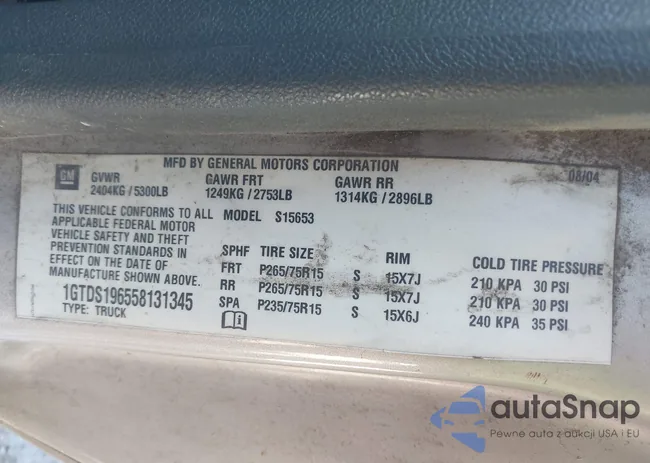 MFD BY GENERAL MOTORS CORPORATION 08/04
GM GVWR GAWR FRT GAWR RR
2404KG / 5300LB 1249KG / 2753LB 1314KG / 2896LB
THIS VEHICLE CONFORMS TO ALL MODEL S15653
APPLICABLE FEDERAL MOTOR
VEHICLE SAFETY AND THEFT
PREVENTION STANDARDS IN
EFFECT ON THE DATE OF
MANUFACTURE SHOWN ABOVE.
1GTDS196558131345
TYPE: TRUCK
SPHF TIRE SIZE RIM COLD TIRE PRESSURE
FRT P265/75R15 S 15X7J 210 KPA 30 PSI
RR P265/75R15 S 15X7J 210 KPA 30 PSI
SPA P235/75R15 S 15X6J 240 KPA 35 PSI
autaSnap
Pewne auta z aukcji USA i EU